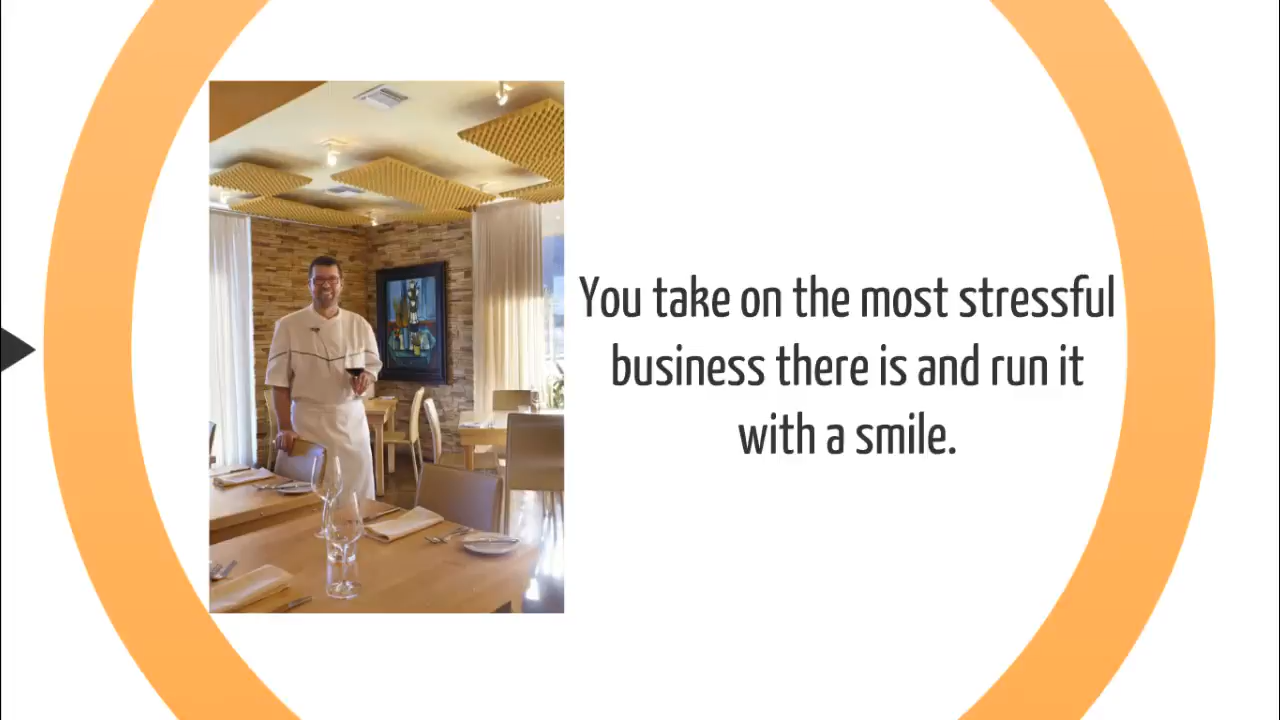 You take on the most stressful
business there is and run it
with a smile.